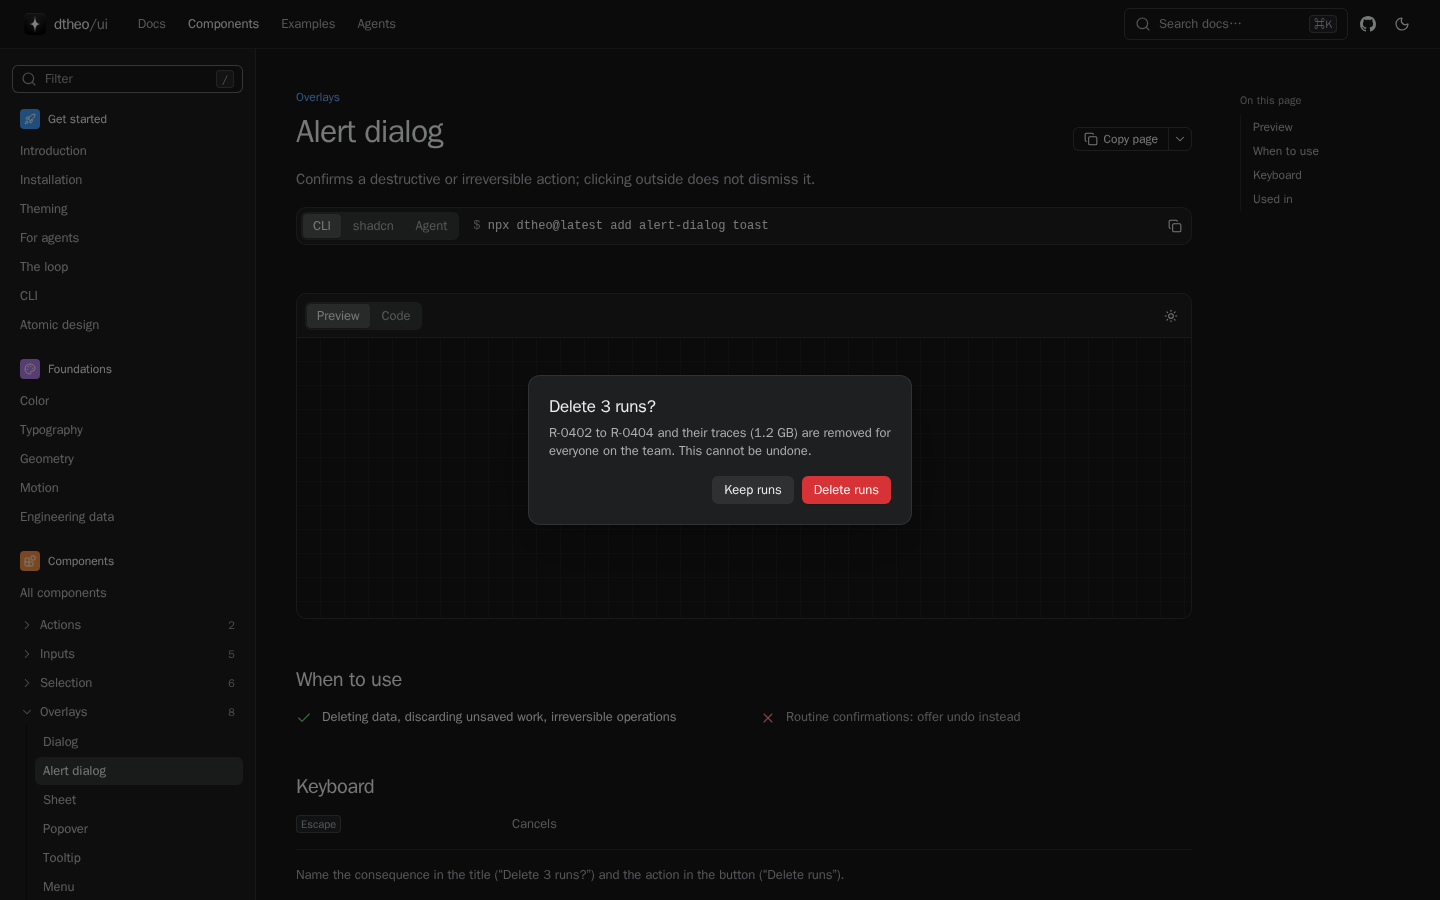 dtheo/ui
Docs
Components
Examples
Agents
Search docs…
⌘K
Filter
/
Get started
Introduction
Installation
Theming
For agents
The loop
CLI
Atomic design
Foundations
Color
Typography
Geometry
Motion
Engineering data
Components
All components
Actions 2
Inputs 5
Selection 6
Overlays 8
Dialog
Alert dialog
Sheet
Popover
Tooltip
Menu
Overlays
Alert dialog
Copy page
Confirms a destructive or irreversible action; clicking outside does not dismiss it.
CLI
shadcn
Agent
$ npx dtheo@latest add alert-dialog toast
Preview
Code
Delete 3 runs?
R-0402 to R-0404 and their traces (1.2 GB) are removed for
everyone on the team. This cannot be undone.
Keep runs
Delete runs
When to use
Deleting data, discarding unsaved work, irreversible operations
Routine confirmations: offer undo instead
Keyboard
Escape
Cancels
Name the consequence in the title ("Delete 3 runs?") and the action in the button ("Delete runs").
On this page
Preview
When to use
Keyboard
Used in